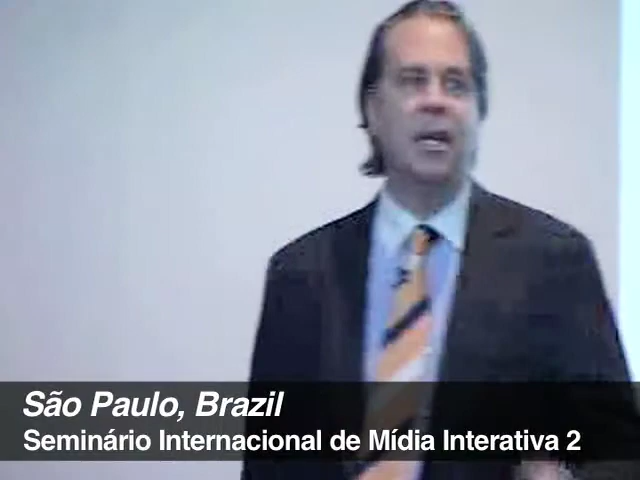 São Paulo, Brazil
Seminário Internacional de Mídia Interativa 2